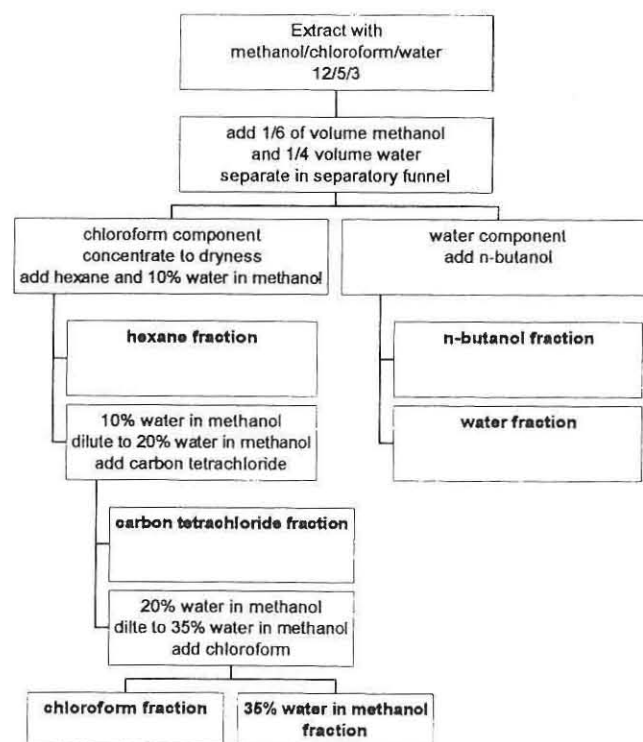 Extract with
methanol/chloroform/water
12/5/3
add 1/6 of volume methanol
and 1/4 volume water
separate in separatory funnel
chloroform component
concentrate to dryness
add hexane and 10% water in methanol
water component
add n-butanol
hexane fraction
n-butanol fraction
10% water in methanol
dilute to 20% water in methanol
add carbon tetrachloride
water fraction
carbon tetrachloride fraction
20% water in methanol
dilte to 35% water in methanol
add chloroform
chloroform fraction
35% water in methanol
fraction